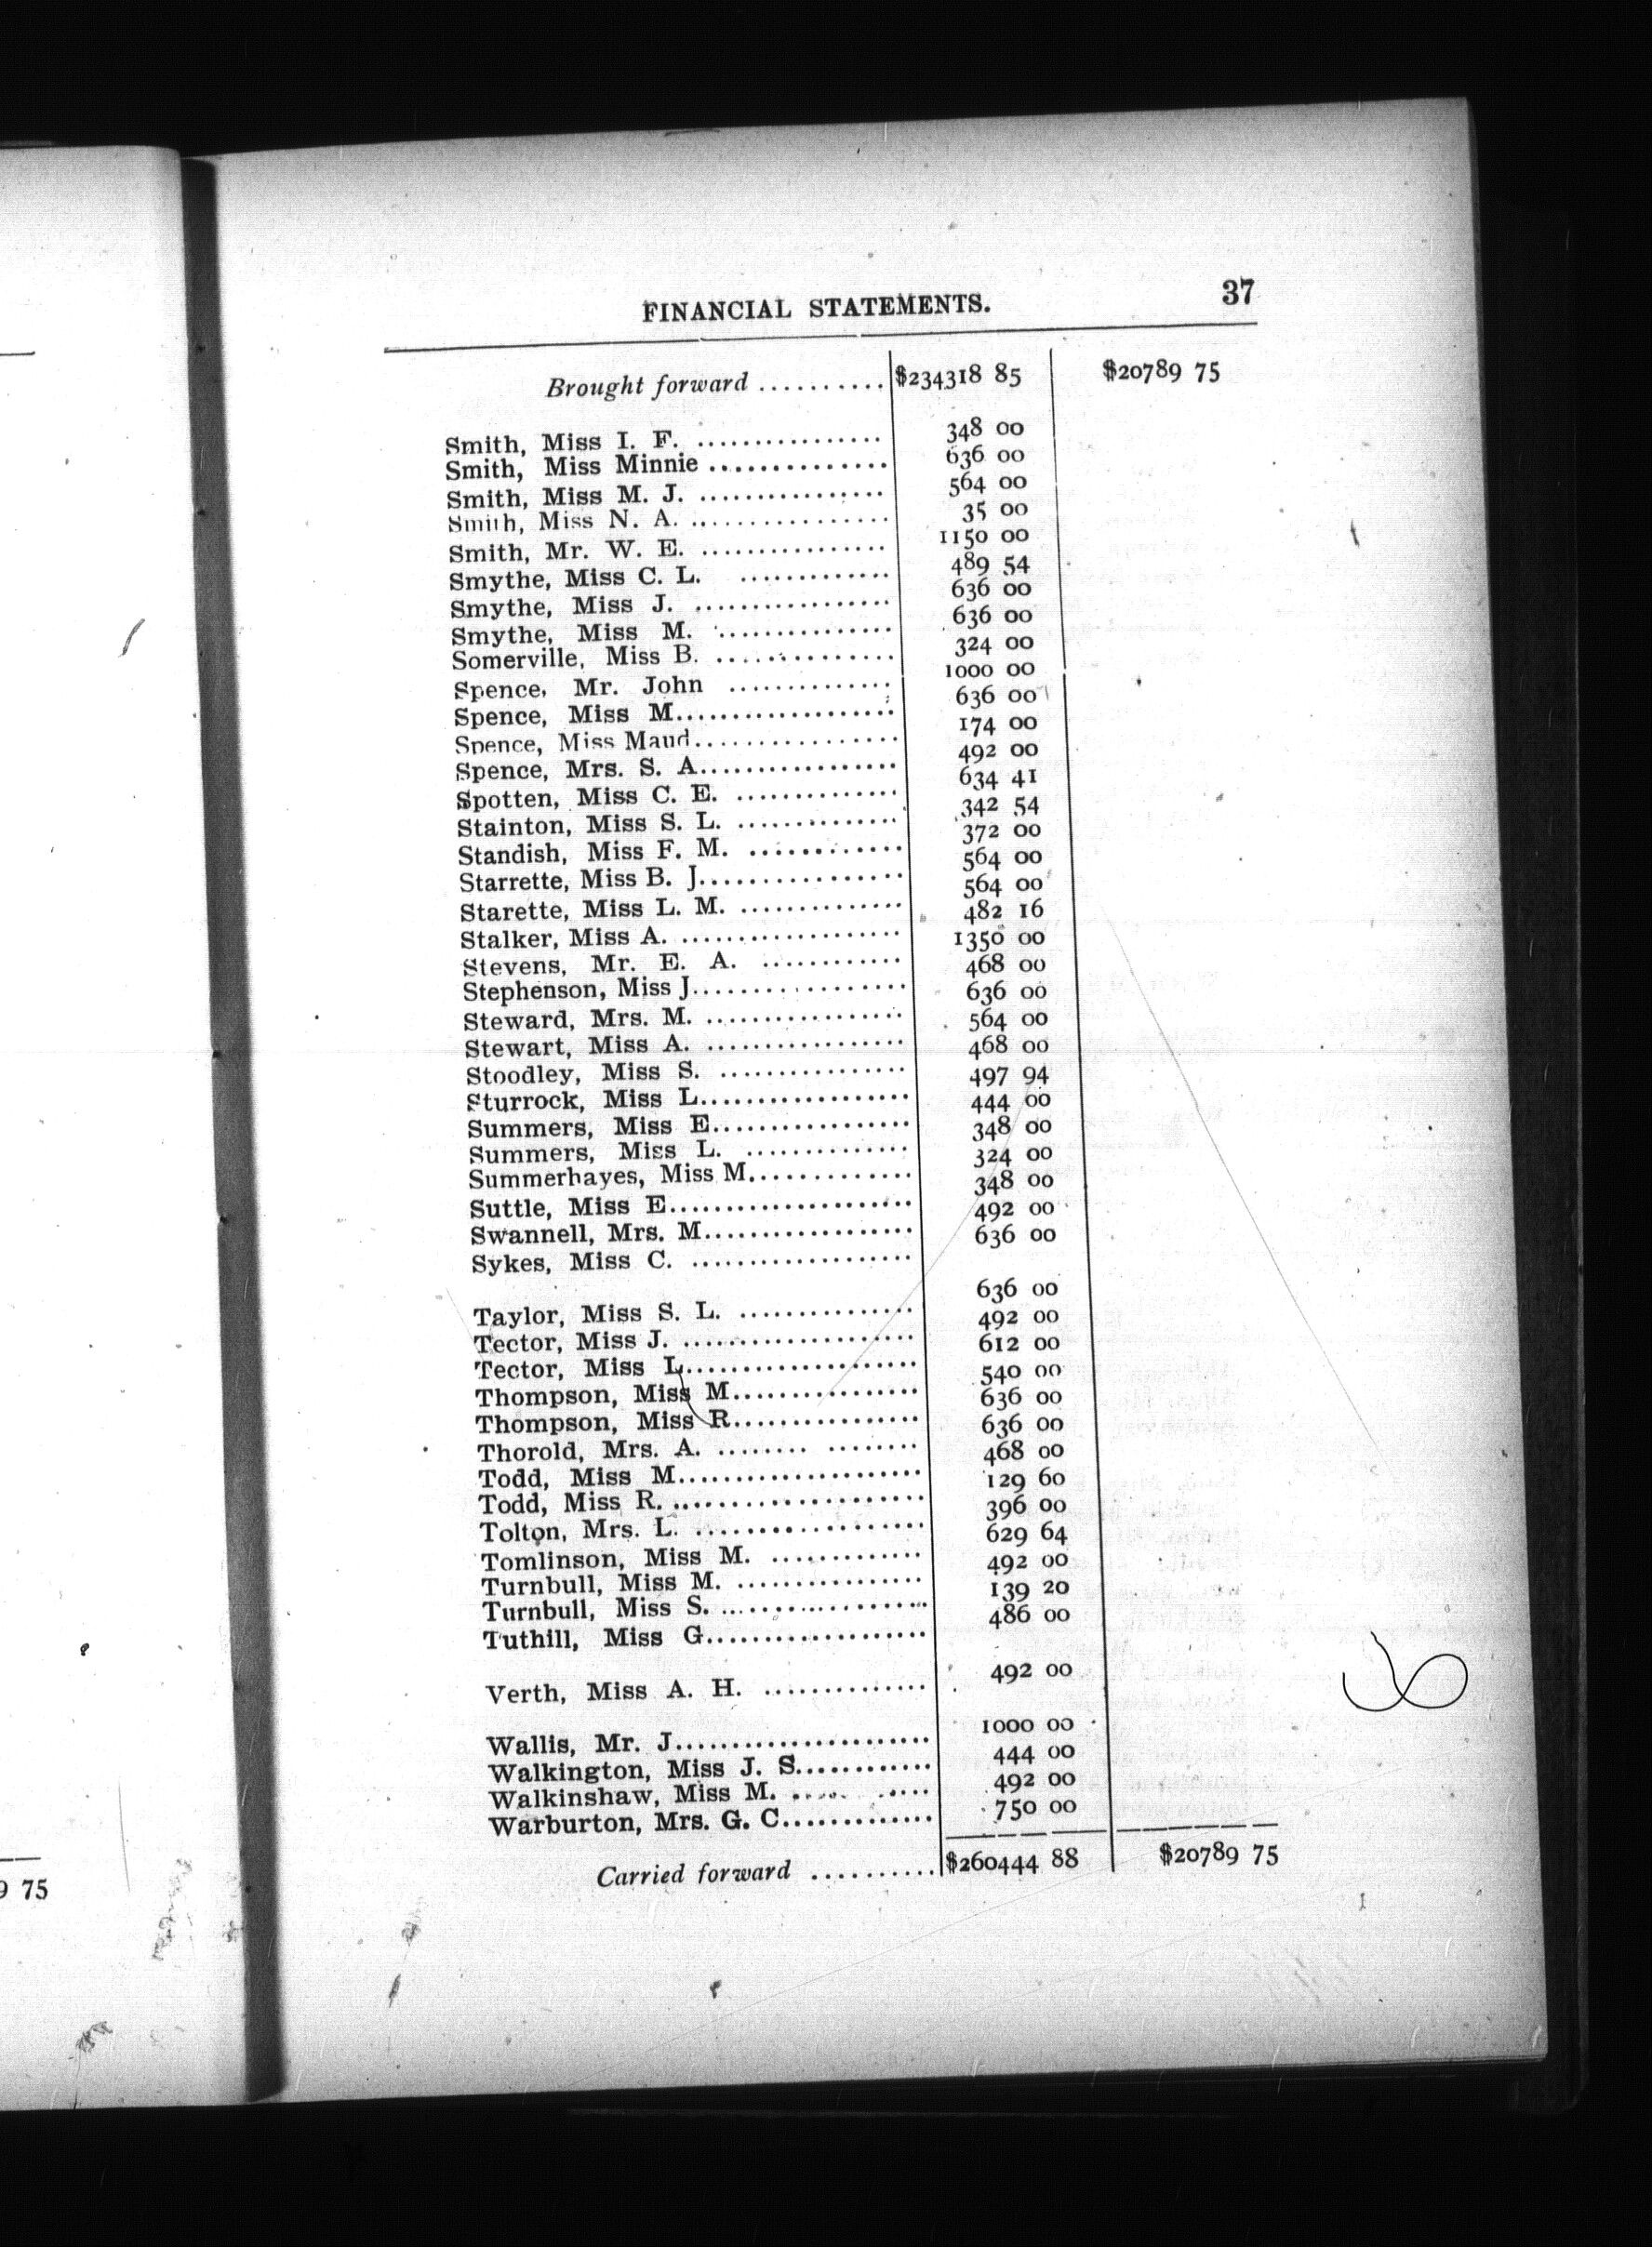 9 75
FINANCIAL STATEMENTS. 37
Brought forward .......... $234318 85 $20789 75
Smith, Miss I. F. ................ 348 00
Smith, Miss Minnie .............. 636 00
Smith, Miss M. J. ................ 564 00
Smith, Miss N. A. ................ 35 00
Smith, Mr. W. E. ................ 1150 00
Smythe, Miss C. L. ............. 489 54
Smythe, Miss J. ................. 636 00
Smythe, Miss M. ................ 636 00
Somerville, Miss B. ............... 324 00
Spence, Mr. John .............. 1000 00
Spence, Miss M................... 636 00
Spence, Miss Maud................. 174 00
Spence, Mrs. S. A................. 492 00
Spotten, Miss C. E. .............. 634 41
Stainton, Miss S. L. .............. 342 54
Standish, Miss F. M. ............ 372 00
Starrette, Miss B. J................. 564 00
Starette, Miss L. M. .............. 564 00
Stalker, Miss A. .................... 482 16
Stevens, Mr. E. A. ............ 1350 00
Stephenson, Miss J.................. 468 00
Steward, Mrs. M. ................. 636 00
Stewart, Miss A. ................. 564 00
Stoodley, Miss S. ................ 468 00
Sturrock, Miss L.................. 497 94
Summers, Miss E................. 444 00
Summers, Miss L. .............. 348 00
Summerhayes, Miss M.............. 324 00
Suttle, Miss E..................... 348 00
Swannell, Mrs. M.................. 492 00
Sykes, Miss C. ................... 636 00
Taylor, Miss S. L. ............... 636 00
Tector, Miss J. .................... 492 00
Tector, Miss L.................... 612 00
Thompson, Miss M................. 540 00
Thompson, Miss R................. 636 00
Thorold, Mrs. A. ........ ........ 636 00
Todd, Miss M..................... 468 00
Todd, Miss R. ...................... 129 60
Tolton, Mrs. L. .................... 396 00
Tomlinson, Miss M. ............. 629 64
Turnbull, Miss M. ................ 492 00
Turnbull, Miss S. .................. 139 20
Tuthill, Miss G................... 486 00
Verth, Miss A. H. .............. 492 00
Wallis, Mr. J...................... 1000 00
Walkington, Miss J. S............ 444 00
Walkinshaw, Miss M. ..... .... 492 00
Warburton, Mrs. G. C............. 750 00
Carried forward .......... $260444 88 $20789 75